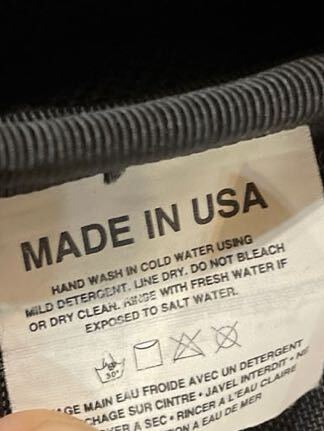 MADE IN USA
HAND WASH IN COLD WATER USING
MILD DETERGENT. LINE DRY. DO NOT BLEACH
OR DRY CLEAN. RINSE WITH FRESH WATER IF
EXPOSED TO SALT WATER.
30°
MAIN EAU FROIDE AVEC UN DETERGENT
SUR CINTRE • JAVEL INTERDIT •
A SEC • RINCER A L'EAU CLAIRE
A EAU DE MER